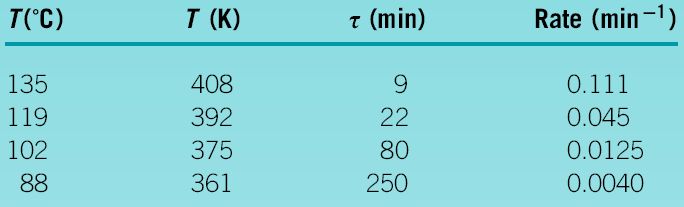 T(°C) T (K) τ (min) Rate (min⁻¹)
135 408 9 0.111
119 392 22 0.045
102 375 80 0.0125
88 361 250 0.0040